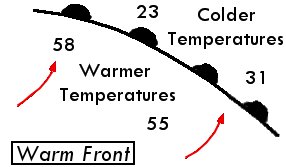 23
Colder
Temperatures
58
Warmer
Temperatures
31
55
Warm Front